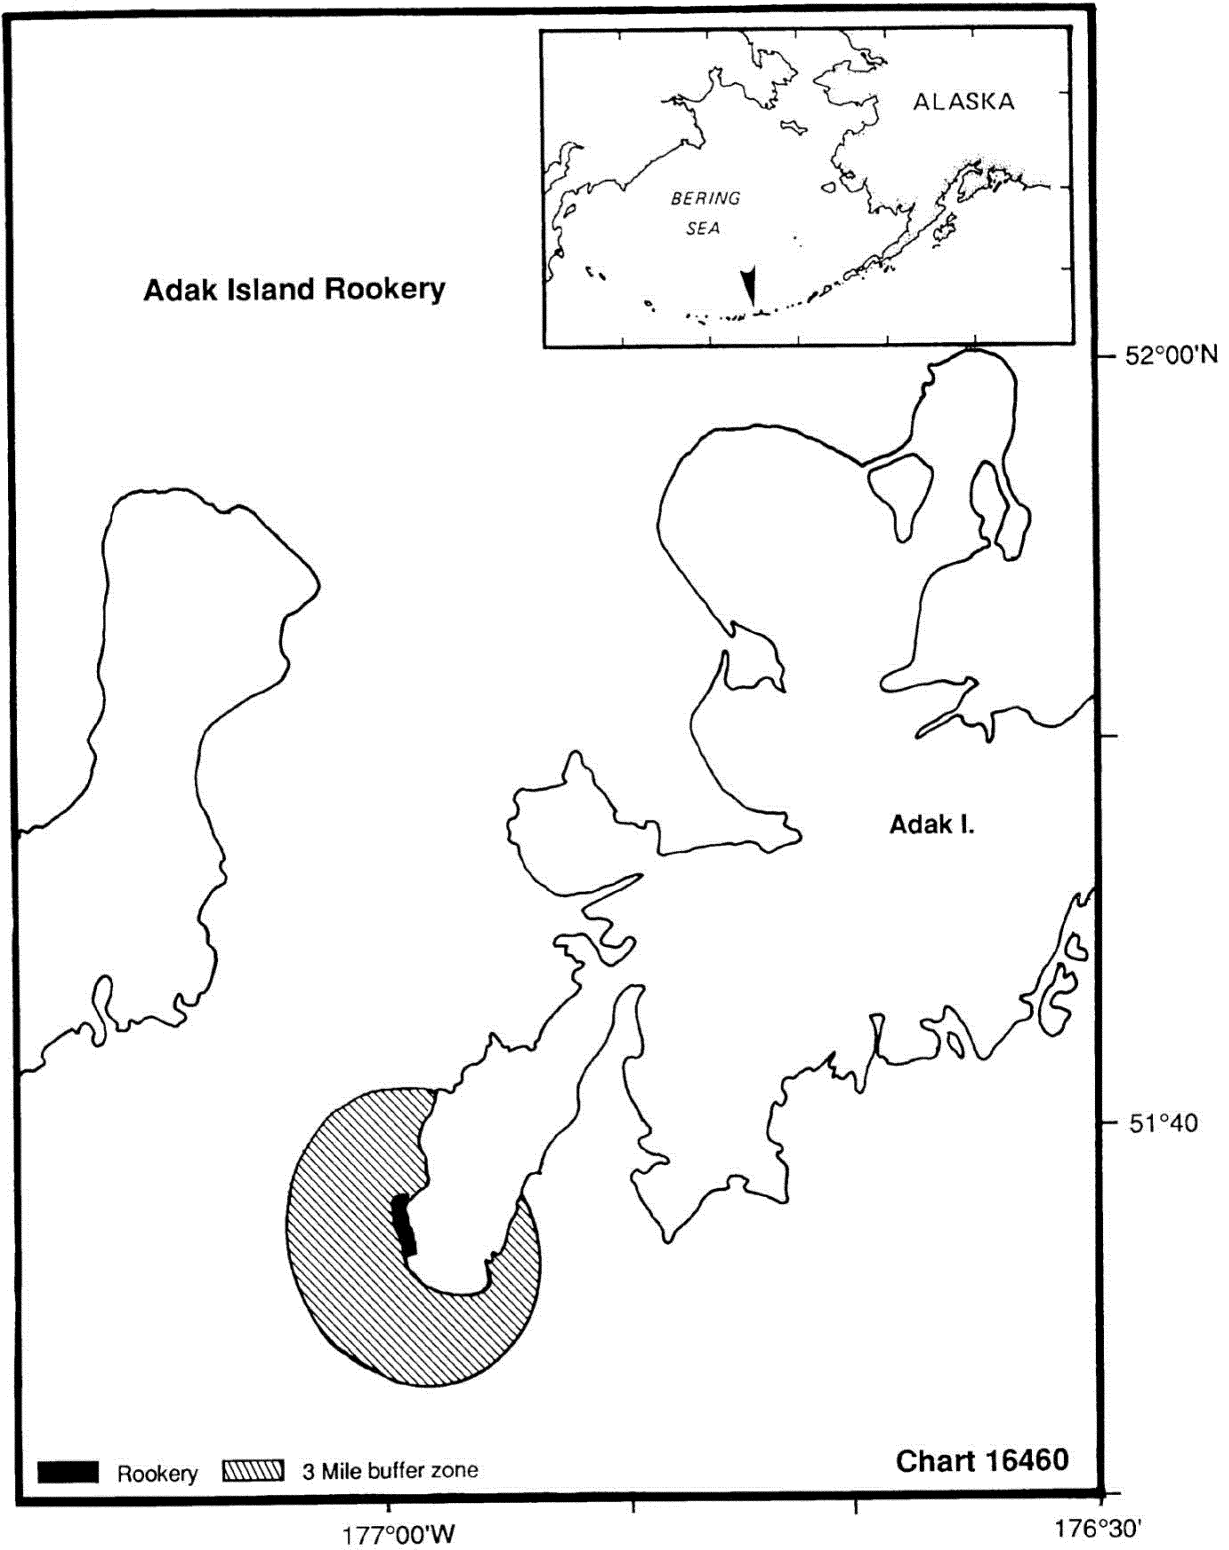 ALASKA
BERING
SEA
Adak Island Rookery
52°00'N
Adak I.
51°40
Rookery
3 Mile buffer zone
Chart 16460
177°00'W
176°30'